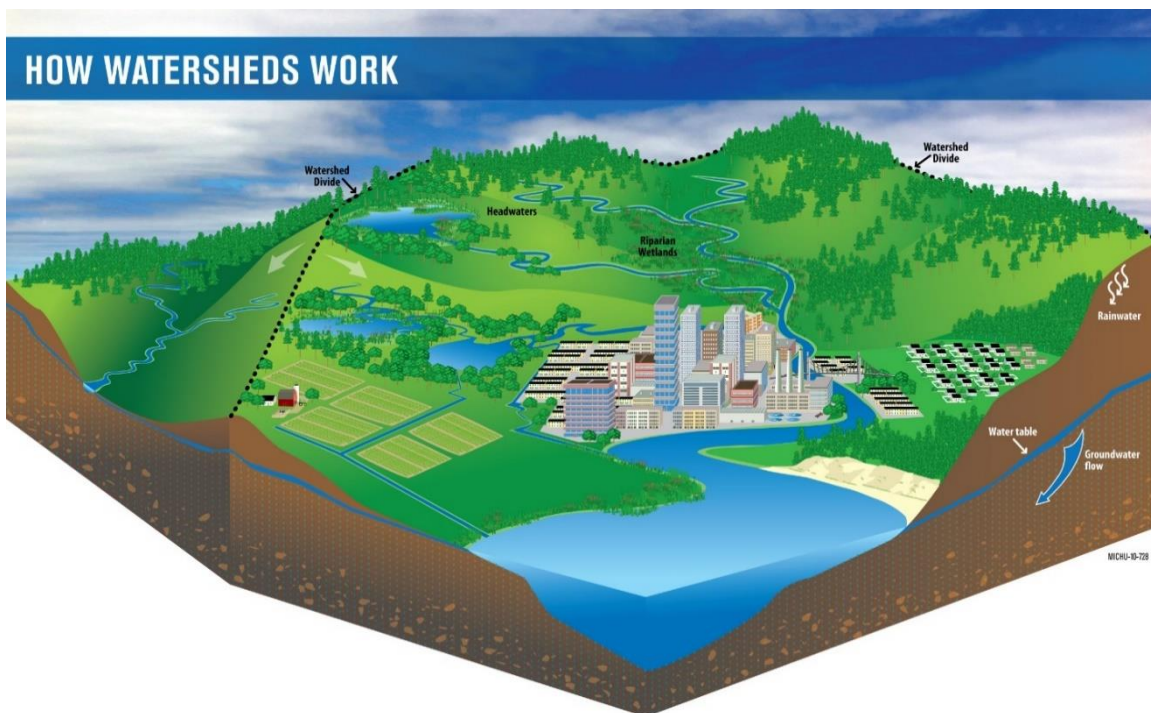 HOW WATERSHEDS WORK
Watershed
Divide
Watershed
Divide
Headwaters
Riparian
Wetlands
Rainwater
Water table
Groundwater
flow
MICHU-10-728